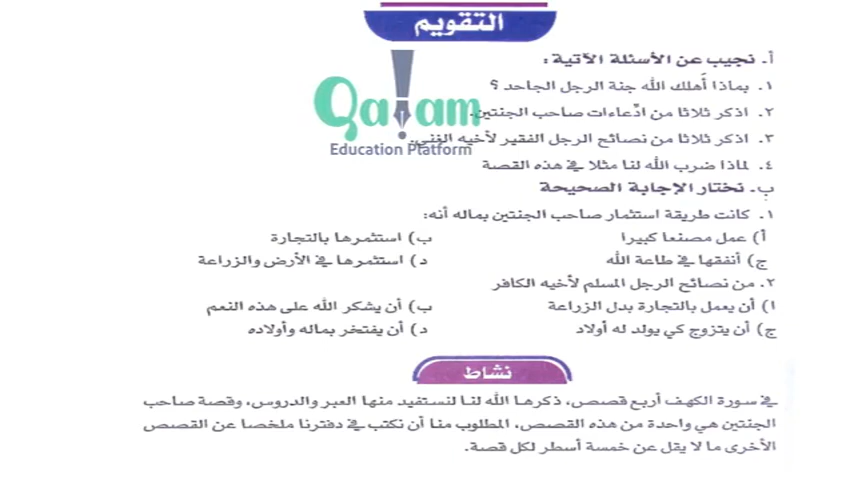 التقويم
أ- نجيب عن الأسئلة الآتية :
١. بماذا أَهلك الله جنة الرجل الجاحد ؟
٢. اذكر ثلاثا من ادِّعاءات صاحب الجنتين.
٣. اذكر ثلاثا من نصائح الرجل الفقير لأخيه الغني.
٤. لماذا ضرب الله لنا مثلا في هذه القصة
Qalam
Education Platform
ب- نختار الإجابة الصحيحة
١. كانت طريقة استثمار صاحب الجنتين بماله أنه:
أ) عمل مصنعا كبيرا ب) استثمرها بالتجارة
ج) أنفقها في طاعة الله د) استثمرها في الأرض والزراعة
٢. من نصائح الرجل المسلم لأخيه الكافر
ا) أن يعمل بالتجارة بدل الزراعة ب) أن يشكر الله على هذه النعم
ج) أن يتزوج كي يولد له أولاد د) أن يفتخر بماله وأولاده
نشاط
في سورة الكهف أربع قصص، ذكرها الله لنا لنستفيد منها العبر والدروس، وقصة صاحب
الجنتين هي واحدة من هذه القصص، المطلوب منا أن نكتب في دفترنا ملخصا عن القصص
الأخرى ما لا يقل عن خمسة أسطر لكل قصة.